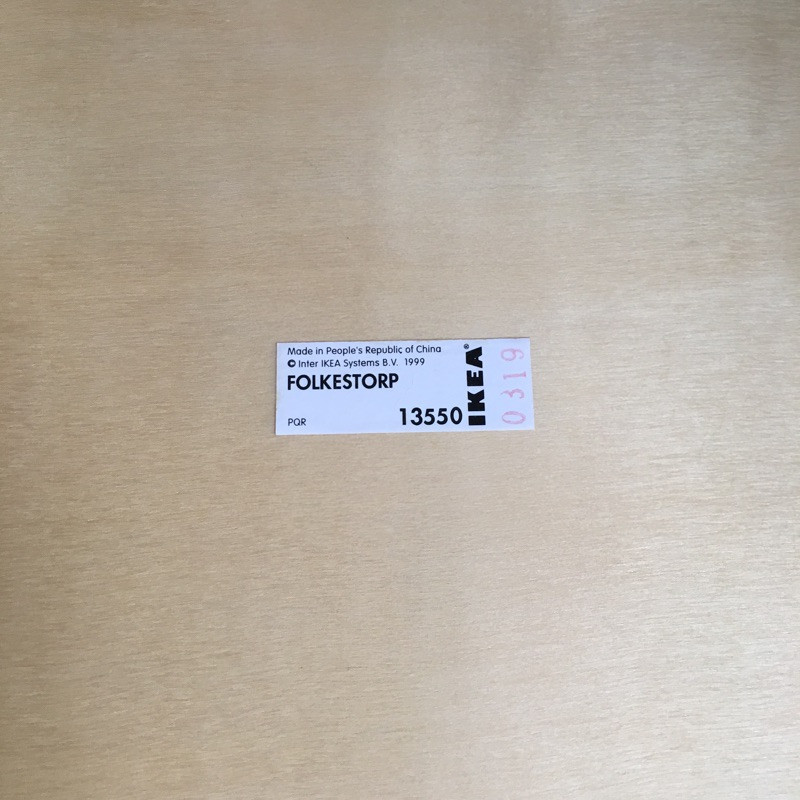 Made in People's Republic of China
© Inter IKEA Systems B.V. 1999
FOLKESTORP
PQR
13550
IKEA®
0319